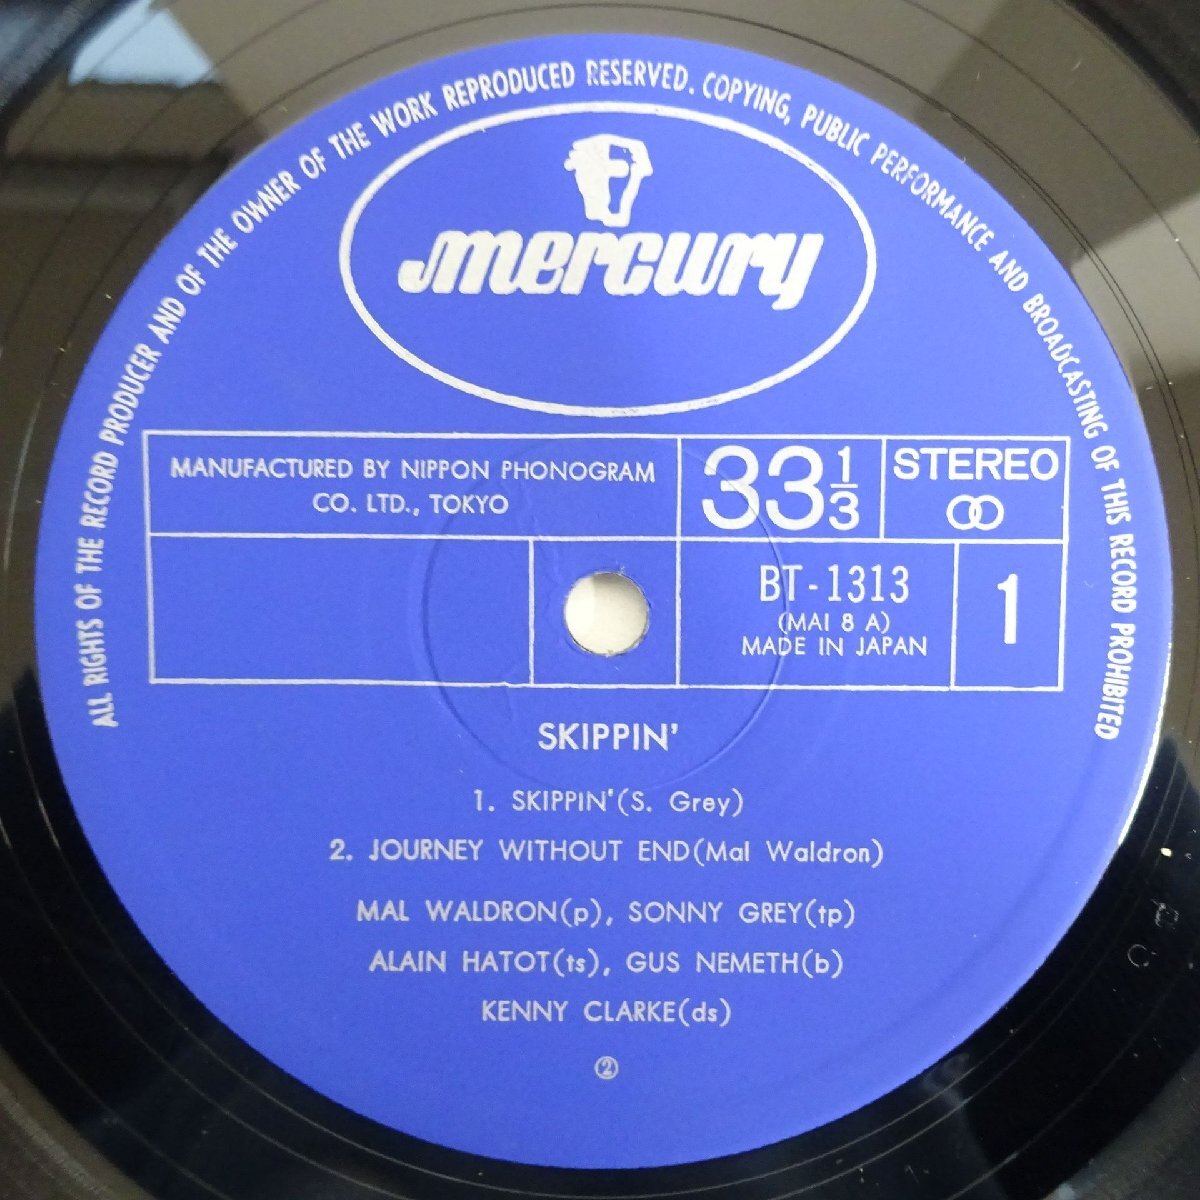 ALL RIGHTS OF THE RECORD PRODUCER AND OF THE OWNER OF THE WORK REPRODUCED RESERVED. COPYING, PUBLIC PERFORMANCE AND BROADCASTING OF THIS RECORD PROHIBITED
mercury
MANUFACTURED BY NIPPON PHONOGRAM
CO. LTD., TOKYO
33 1/3
STEREO
BT-1313
(MAI 8 A)
MADE IN JAPAN
1
SKIPPIN'
1. SKIPPIN'(S. Grey)
2. JOURNEY WITHOUT END(Mal Waldron)
MAL WALDRON(p), SONNY GREY(tp)
ALAIN HATOT(ts), GUS NEMETH(b)
KENNY CLARKE(ds)
②